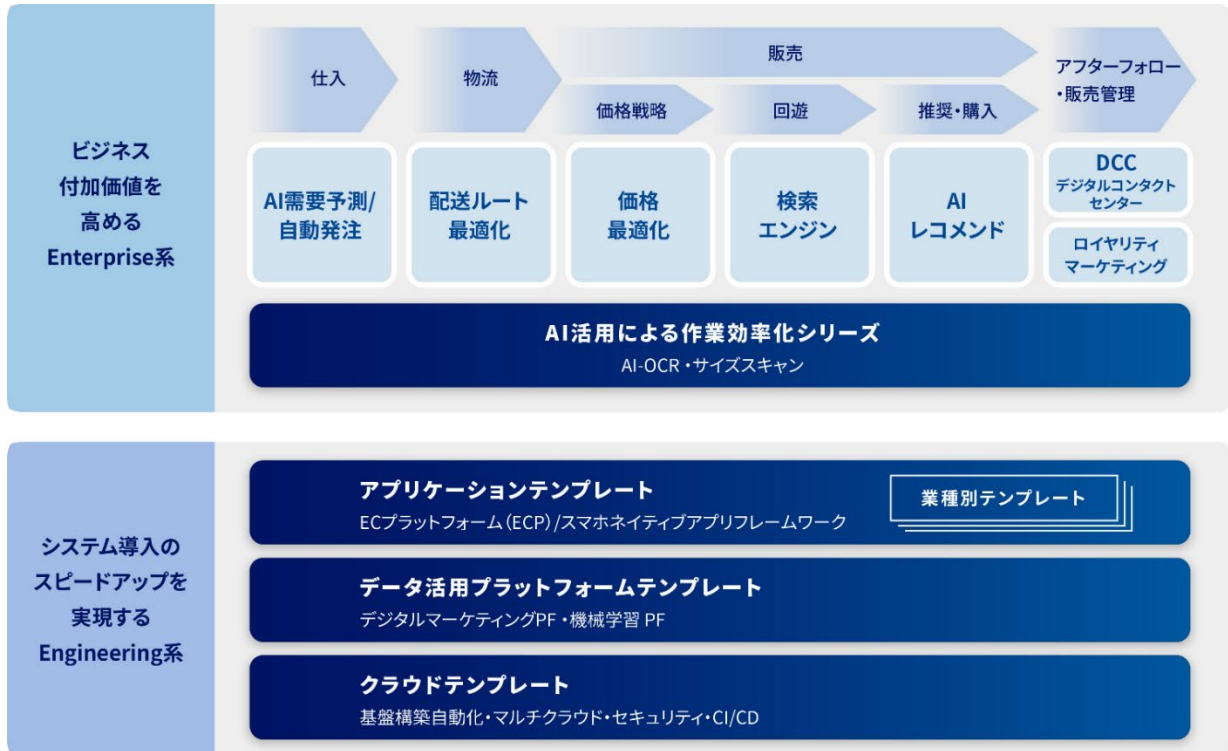 ビジネス
付加価値を
高める
Enterprise系
仕入
物流
販売
価格戦略
回遊
推奨・購入
アフターフォロー
・販売管理
AI需要予測/
自動発注
配送ルート
最適化
価格
最適化
検索
エンジン
AI
レコメンド
DCC
デジタルコンタクト
センター
ロイヤリティ
マーケティング
AI活用による作業効率化シリーズ
AI-OCR・サイズスキャン
システム導入の
スピードアップを
実現する
Engineering系
アプリケーションテンプレート
ECプラットフォーム(ECP)/スマホネイティブアプリフレームワーク
業種別テンプレート
データ活用プラットフォームテンプレート
デジタルマーケティングPF・機械学習 PF
クラウドテンプレート
基盤構築自動化・マルチクラウド・セキュリティ・CI/CD